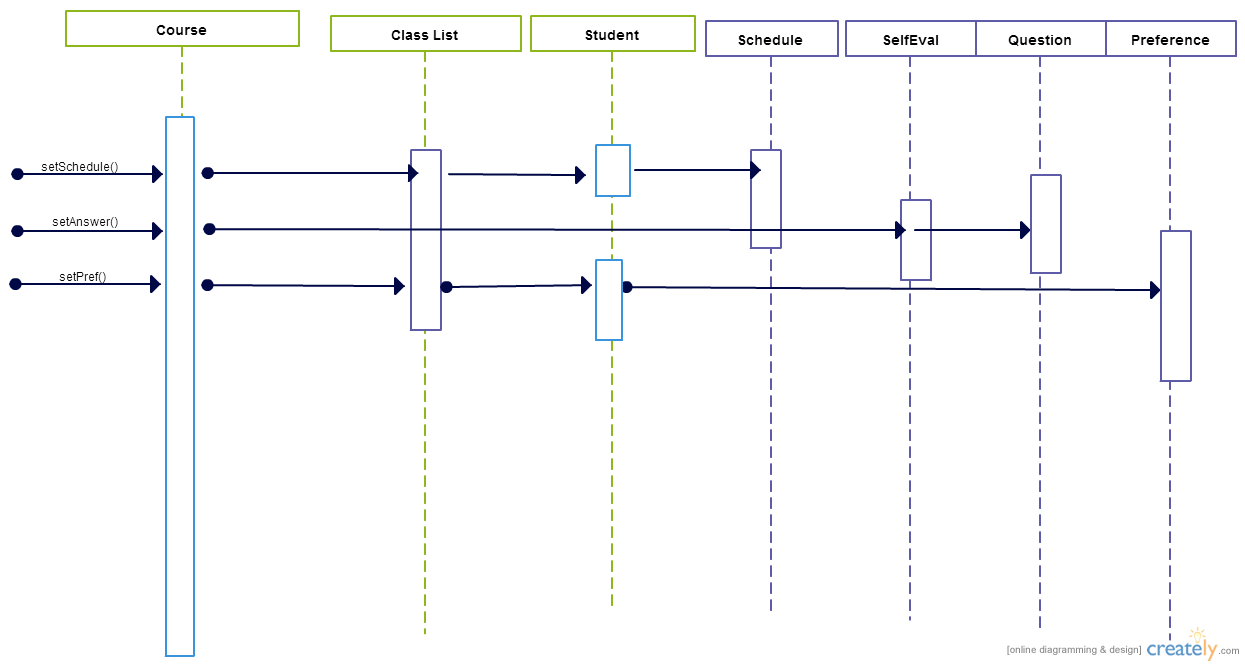 Course
Class List
Student
Schedule
SelfEval
Question
Preference
setSchedule()
setAnswer()
setPref()
[online diagramming & design] creately.com